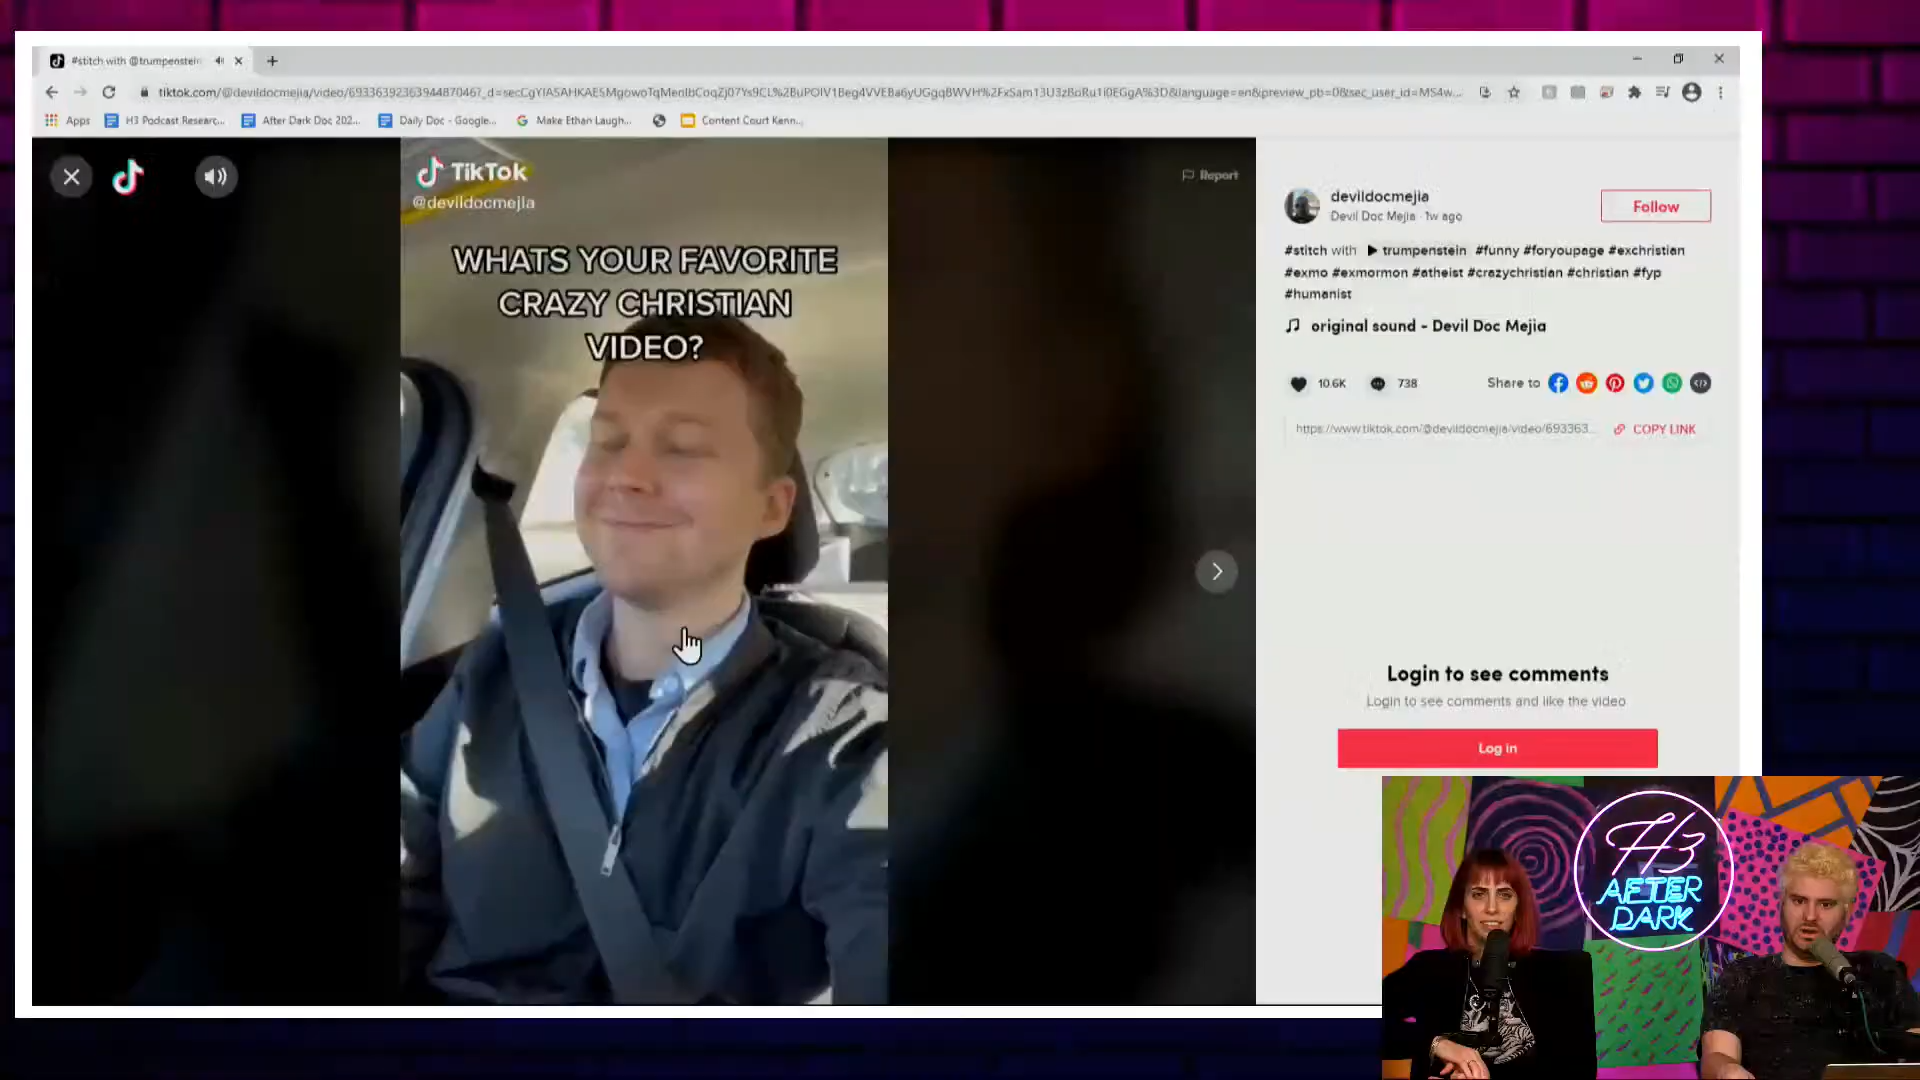 #stitch with @trumpenstein
tiktok.com/@devildocmejia/video/6933639236394487046?_d=
Apps
H3 Podcast Researc...
After Dark Doc 202...
Daily Doc - Google...
Make Ethan Laugh...
Content Court Kenn...
TikTok
@devildocmejia
Report
WHATS YOUR FAVORITE
CRAZY CHRISTIAN
VIDEO?
devildocmejia
Devil Doc Mejia · 1w ago
Follow
#stitch with ▶ trumpenstein #funny #foryoupage #exchristian
#exmo #exmormon #atheist #crazychristian #christian #fyp
#humanist
original sound - Devil Doc Mejia
10.6K
738
Share to
https://www.tiktok.com/@devildocmejia/video/693363...
COPY LINK
Login to see comments
Login to see comments and like the video
Log in
H3
AFTER
DARK